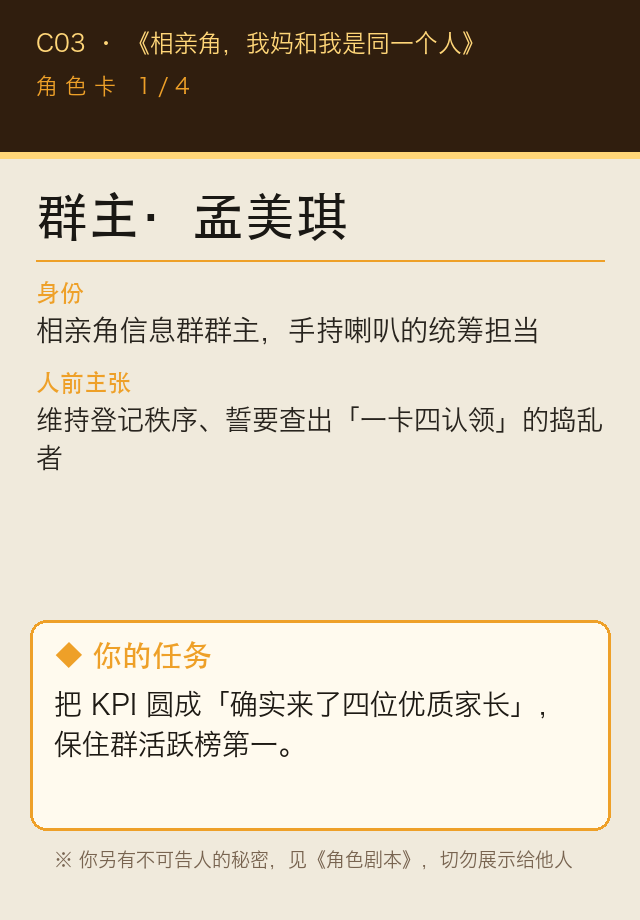 C03 · 《相亲角，我妈和我是同一个人》
角色卡 1/4
群主· 孟美琪
身份
相亲角信息群群主，手持喇叭的统筹担当
人前主张
维持登记秩序、誓要查出「一卡四认领」的捣乱
者
◆ 你的任务
把 KPI 圆成「确实来了四位优质家长」，
保住群活跃榜第一。
※ 你另有不可告人的秘密，见《角色剧本》，切勿展示给他人